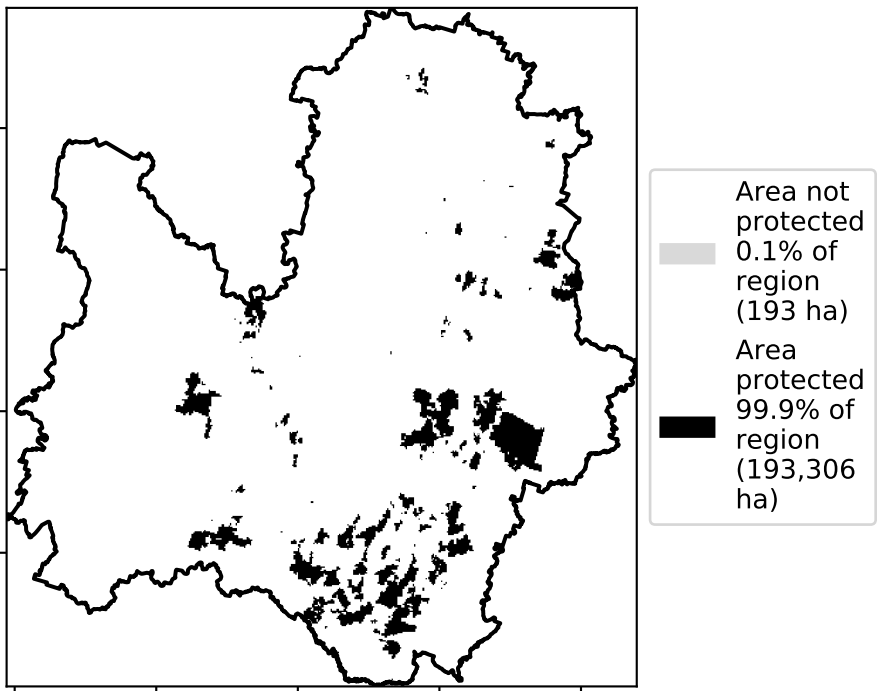 Area not
protected
0.1% of
region
(193 ha)
Area
protected
99.9% of
region
(193,306
ha)